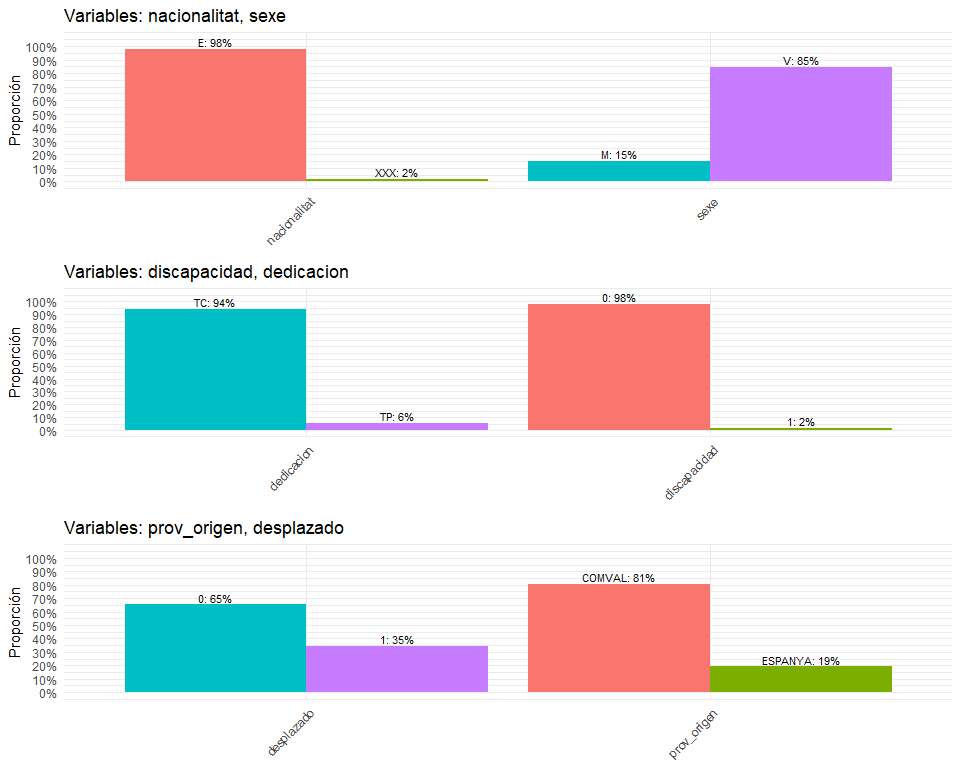 Variables: nacionalitat, sexe
Proporción
100%
90%
80%
70%
60%
50%
40%
30%
20%
10%
0%
E: 98%
XXX: 2%
M: 15%
V: 85%
nacionalitat
sexe
Variables: discapacidad, dedicacion
Proporción
100%
90%
80%
70%
60%
50%
40%
30%
20%
10%
0%
TC: 94%
TP: 6%
0: 98%
1: 2%
dedicacion
discapacidad
Variables: prov_origen, desplazado
Proporción
100%
90%
80%
70%
60%
50%
40%
30%
20%
10%
0%
0: 65%
1: 35%
COMVAL: 81%
ESPANYA: 19%
desplazado
prov_origen